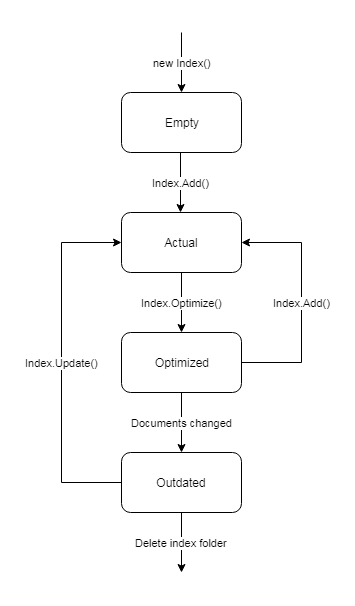 new Index()
Empty
Index.Add()
Actual
Index.Optimize()
Index.Add()
Optimized
Index.Update()
Documents changed
Outdated
Delete index folder